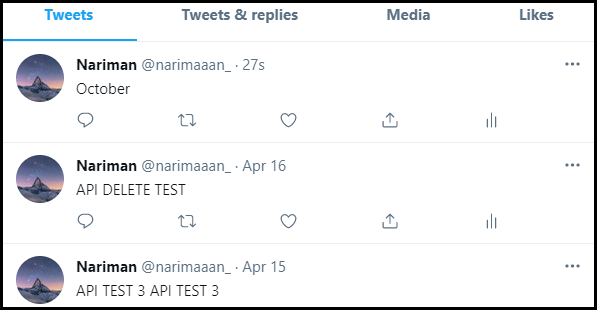 Tweets Tweets & replies Media Likes
Nariman @narimaaan_ · 27s
October
Nariman @narimaaan_ · Apr 16
API DELETE TEST
Nariman @narimaaan_ · Apr 15
API TEST 3 API TEST 3